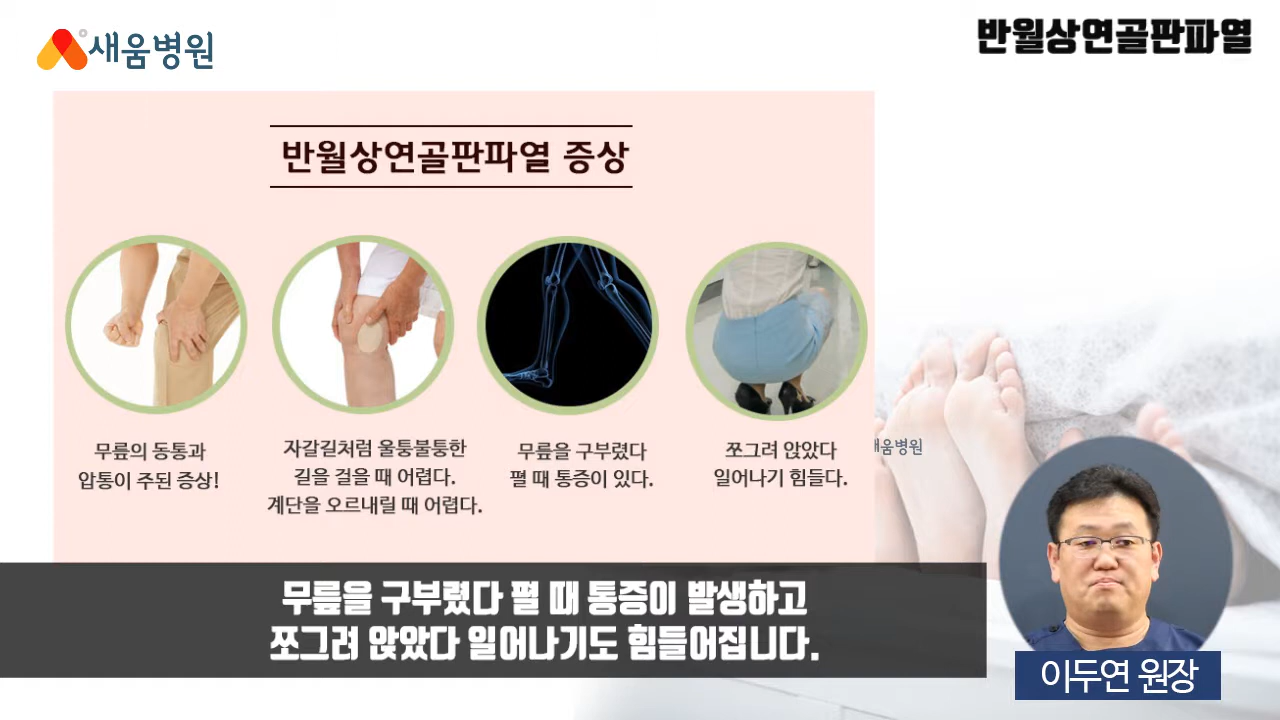 새움병원
반월상연골판파열
반월상연골판파열 증상
무릎의 동통과
압통이 주된 증상!
자갈길처럼 울퉁불퉁한
길을 걸을 때 어렵다.
계단을 오르내릴 때 어렵다.
무릎을 구부렸다
펼 때 통증이 있다.
쪼그려 앉았다
일어나기 힘들다.
새움병원
무릎을 구부렸다 펼 때 통증이 발생하고
쪼그려 앉았다 일어나기도 힘들어집니다.
이두연 원장